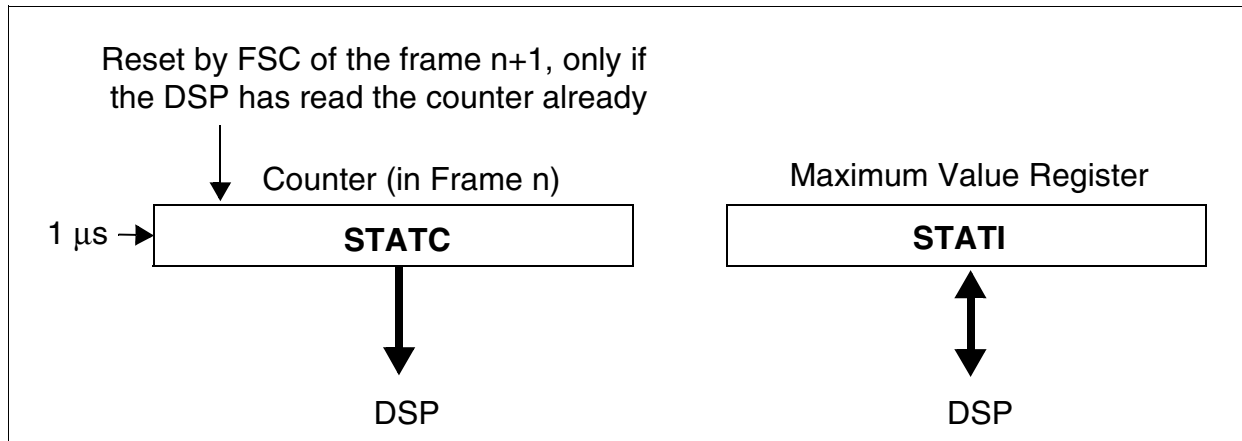 Reset by FSC of the frame n+1, only if
the DSP has read the counter already
Counter (in Frame n)
Maximum Value Register
1 μs
STATC
STATI
DSP
DSP